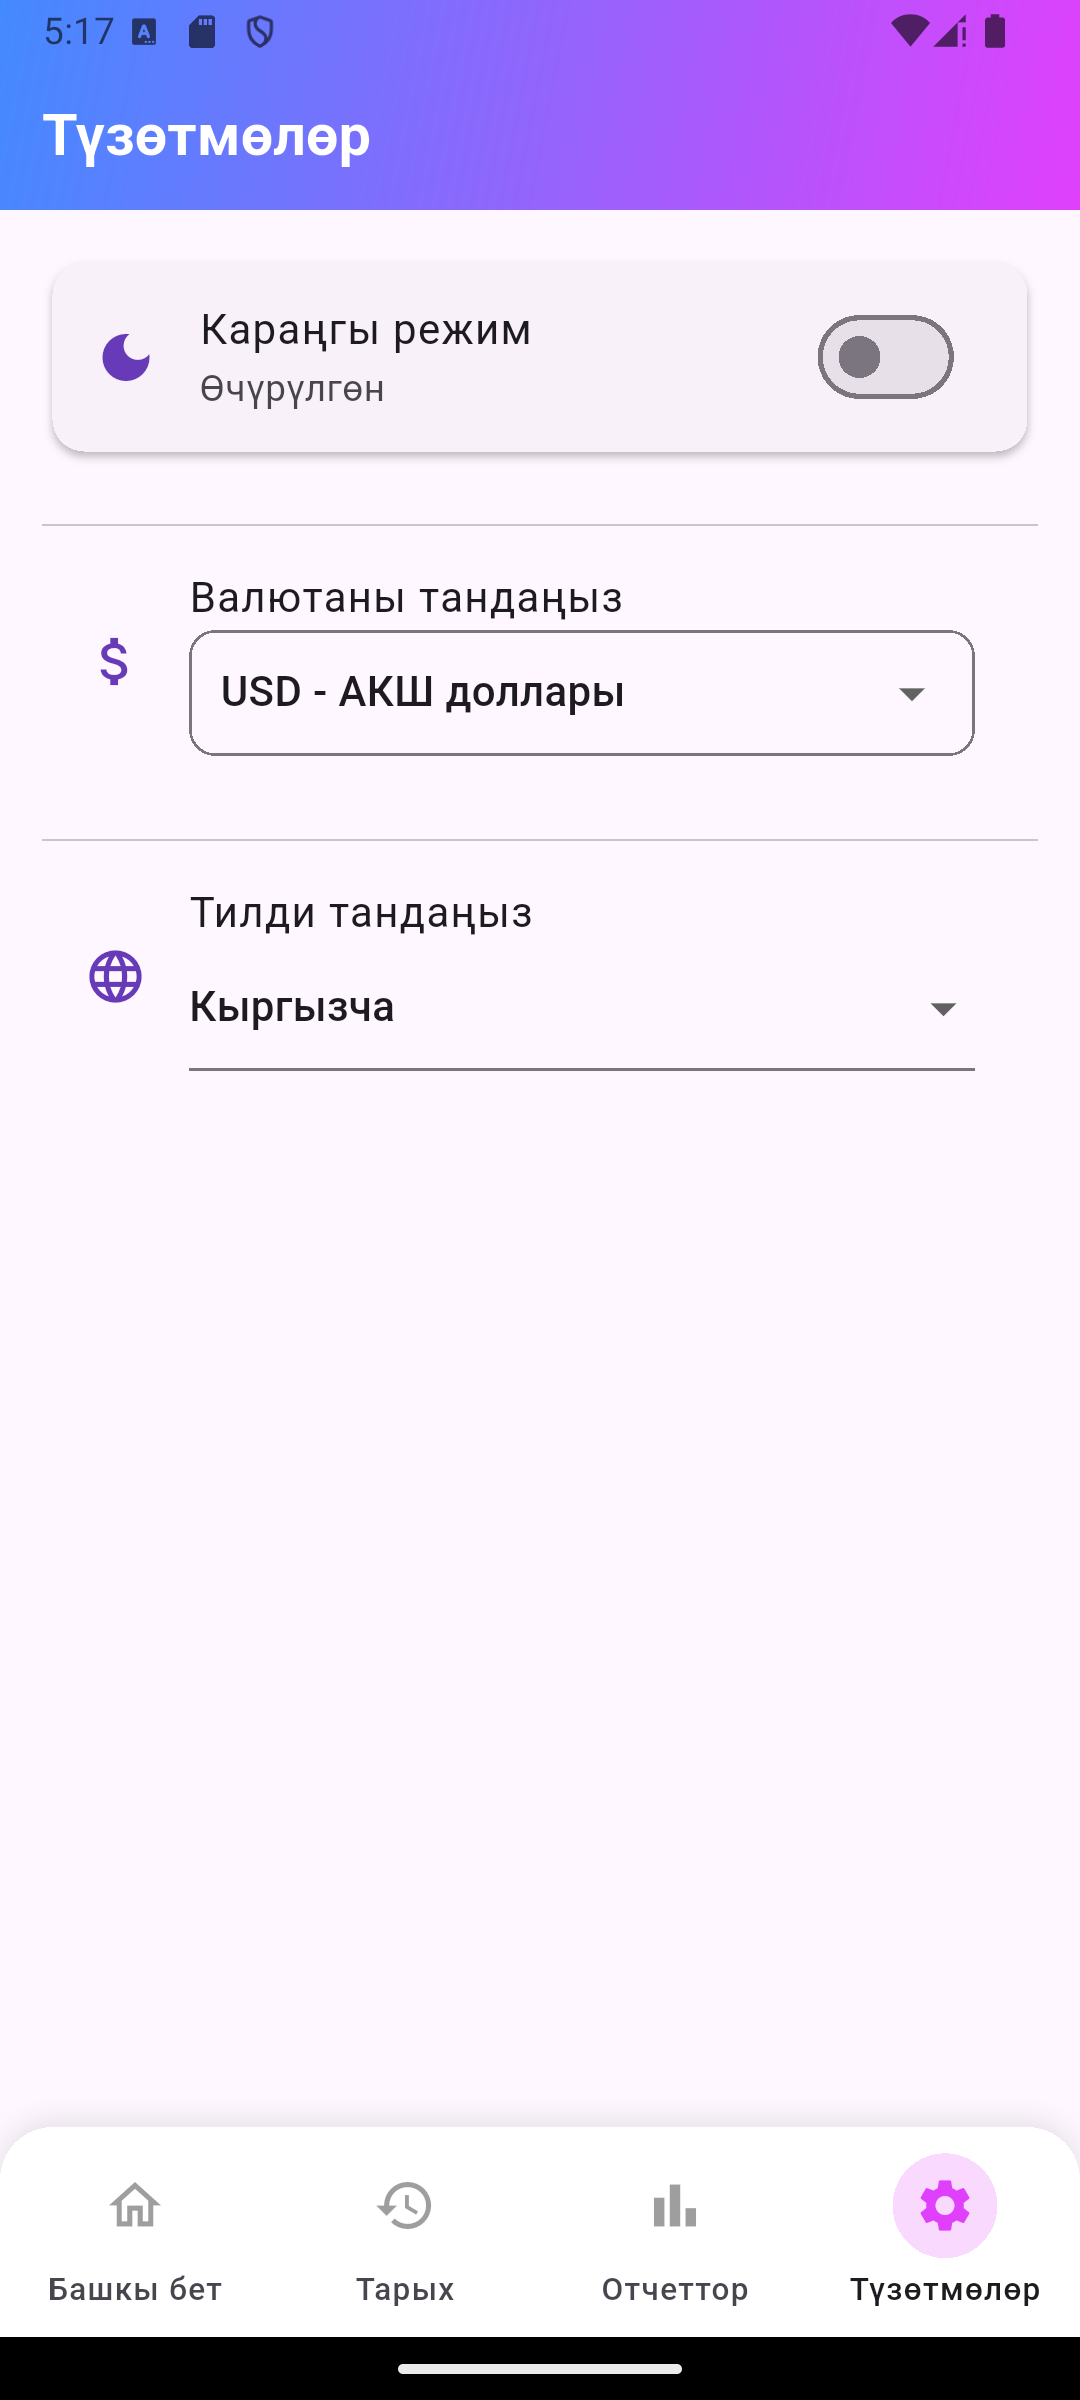 5:17
Түзөтмөлөр
Караңгы режим
Өчүрүлгөн
Валютаны тандаңыз
$
USD - АКШ доллары
Тилди тандаңыз
Кыргызча
Башкы бет
Тарых
Отчеттор
Түзөтмөлөр